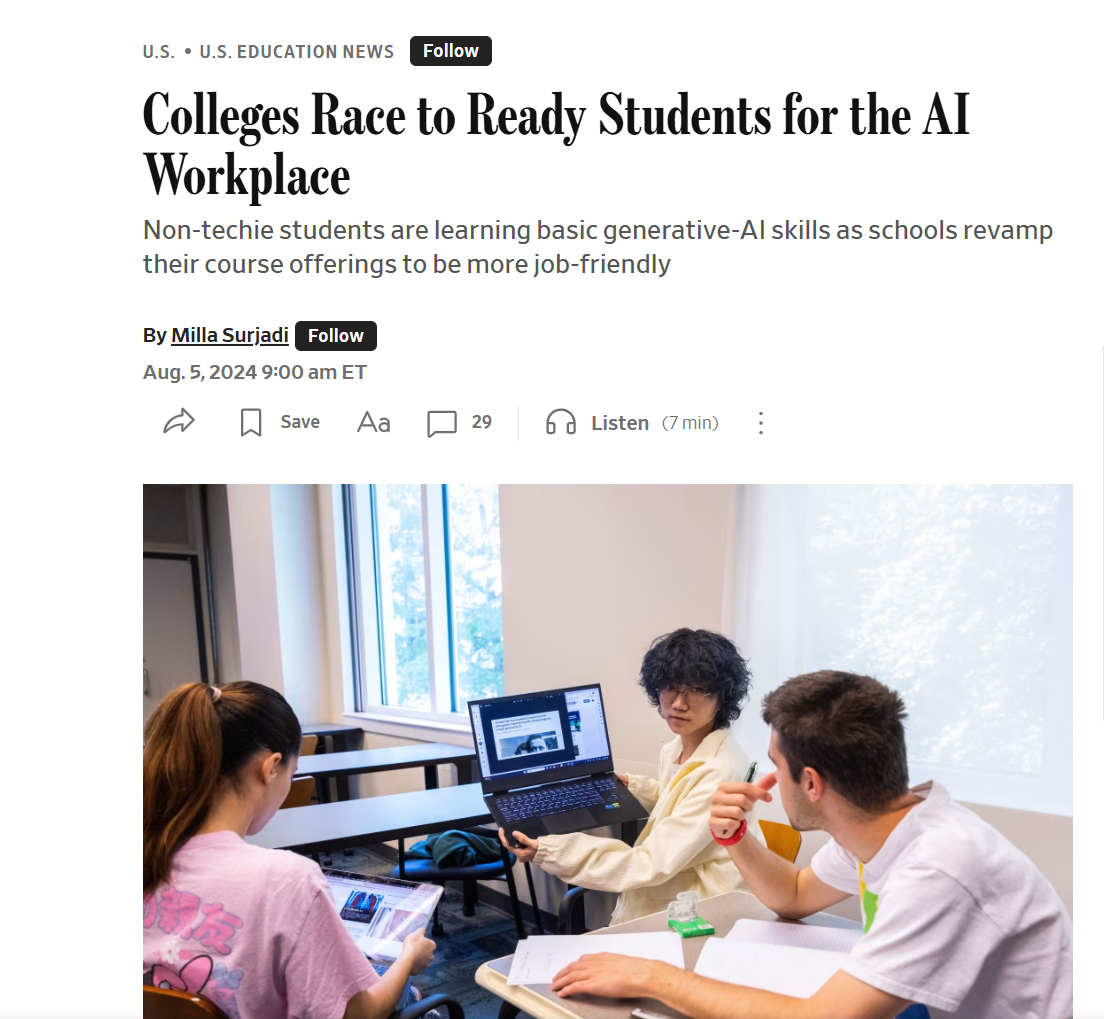 U.S. • U.S. EDUCATION NEWS Follow
Colleges Race to Ready Students for the AI
Workplace
Non-techie students are learning basic generative-AI skills as schools revamp
their course offerings to be more job-friendly
By Milla Surjadi Follow
Aug. 5, 2024 9:00 am ET
Save Aa 29 Listen (7 min)